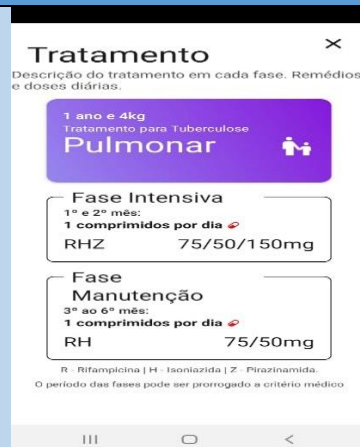 Tratamento
Descrição do tratamento em cada fase. Remédios
e doses diárias.
1 ano e 4kg
Tratamento para Tuberculose
Pulmonar
Fase Intensiva
1º e 2º mês:
1 comprimidos por dia
RHZ 75/50/150mg
Fase
Manutenção
3º ao 6º mês:
1 comprimidos por dia
RH 75/50mg
R - Rifampicina | H - Isoniazida | Z - Pirazinamida.
O período das fases pode ser prorrogado a critério médico